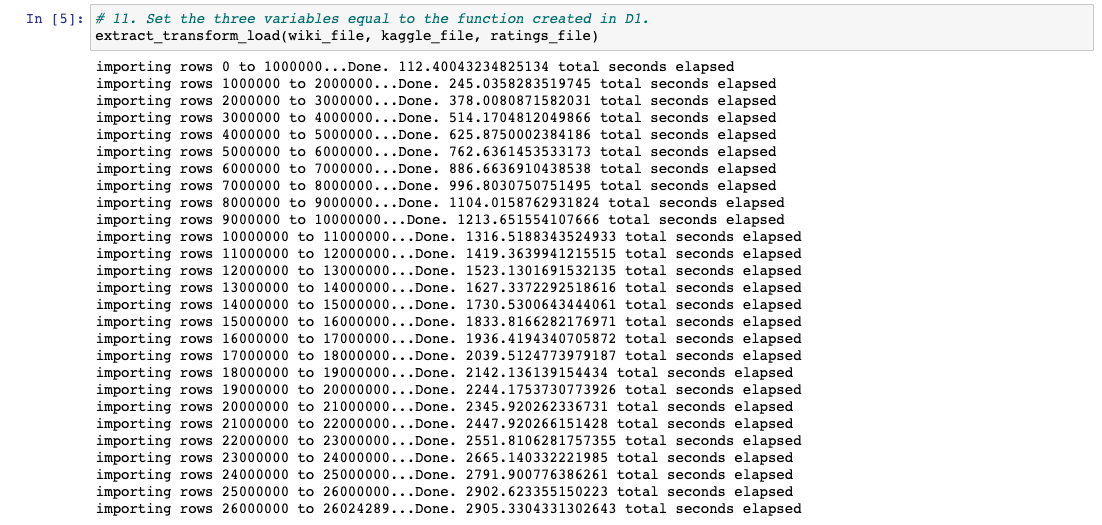 In [5]: # 11. Set the three variables equal to the function created in D1.
extract_transform_load(wiki_file, kaggle_file, ratings_file)
importing rows 0 to 1000000...Done. 112.40043234825134 total seconds elapsed
importing rows 1000000 to 2000000...Done. 245.0358283519745 total seconds elapsed
importing rows 2000000 to 3000000...Done. 378.0080871582031 total seconds elapsed
importing rows 3000000 to 4000000...Done. 514.1704812049866 total seconds elapsed
importing rows 4000000 to 5000000...Done. 625.8750002384186 total seconds elapsed
importing rows 5000000 to 6000000...Done. 762.6361453533173 total seconds elapsed
importing rows 6000000 to 7000000...Done. 886.6636910438538 total seconds elapsed
importing rows 7000000 to 8000000...Done. 996.8030750751495 total seconds elapsed
importing rows 8000000 to 9000000...Done. 1104.0158762931824 total seconds elapsed
importing rows 9000000 to 10000000...Done. 1213.651554107666 total seconds elapsed
importing rows 10000000 to 11000000...Done. 1316.5188343524933 total seconds elapsed
importing rows 11000000 to 12000000...Done. 1419.3639941215515 total seconds elapsed
importing rows 12000000 to 13000000...Done. 1523.1301691532135 total seconds elapsed
importing rows 13000000 to 14000000...Done. 1627.3372292518616 total seconds elapsed
importing rows 14000000 to 15000000...Done. 1730.5300643444061 total seconds elapsed
importing rows 15000000 to 16000000...Done. 1833.8166282176971 total seconds elapsed
importing rows 16000000 to 17000000...Done. 1936.4194340705872 total seconds elapsed
importing rows 17000000 to 18000000...Done. 2039.5124773979187 total seconds elapsed
importing rows 18000000 to 19000000...Done. 2142.136139154434 total seconds elapsed
importing rows 19000000 to 20000000...Done. 2244.1753730773926 total seconds elapsed
importing rows 20000000 to 21000000...Done. 2345.920262336731 total seconds elapsed
importing rows 21000000 to 22000000...Done. 2447.920266151428 total seconds elapsed
importing rows 22000000 to 23000000...Done. 2551.8106281757355 total seconds elapsed
importing rows 23000000 to 24000000...Done. 2665.140332221985 total seconds elapsed
importing rows 24000000 to 25000000...Done. 2791.900776386261 total seconds elapsed
importing rows 25000000 to 26000000...Done. 2902.623355150223 total seconds elapsed
importing rows 26000000 to 26024289...Done. 2905.3304331302643 total seconds elapsed